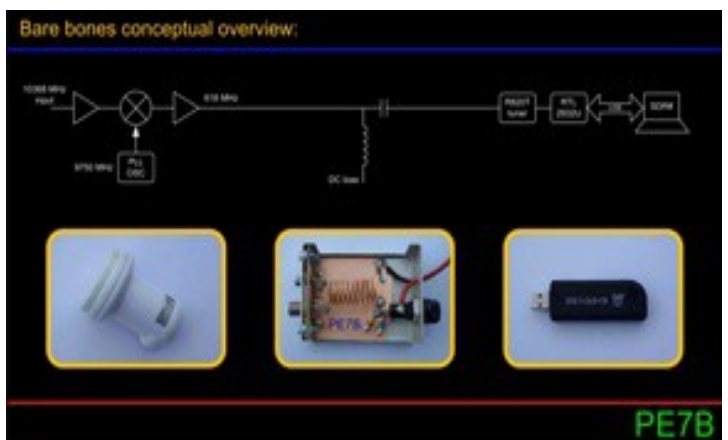 Bare bones conceptual overview:
10368 MHz
input
618 MHz
9750 MHz
PLL
OSC
DC bias
R820T
tuner
RTL
2832U
USB
SDR#
PE7B
PE7B